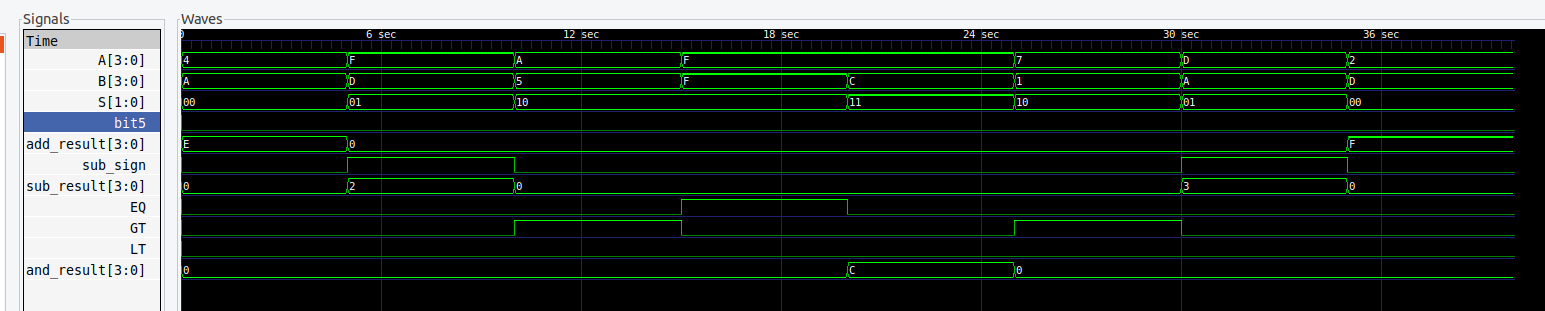 Signals Waves
Time 0 6 sec 12 sec 18 sec 24 sec 30 sec 36 sec
A[3:0] 4 F A F 7 D 2
B[3:0] A D 5 F C 1 A D
S[1:0] 00 01 10 11 10 01 00
bit5
add_result[3:0] E 0 F
sub_sign
sub_result[3:0] 0 2 0 3 0
EQ
GT
LT
and_result[3:0] 0 C 0